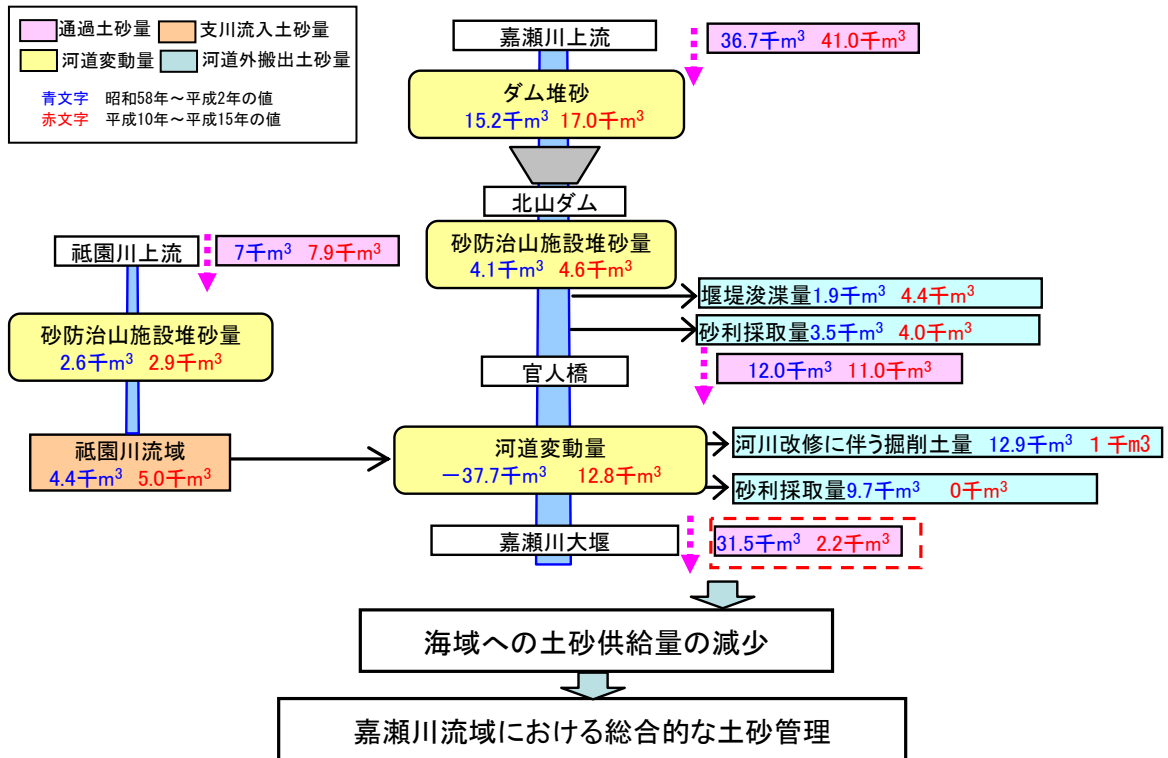 通過土砂量 支川流入土砂量
河道変動量 河道外搬出土砂量
青文字 昭和58年～平成2年の値
赤文字 平成10年～平成15年の値
嘉瀬川上流
36.7千m³ 41.0千m³
ダム堆砂
15.2千m³ 17.0千m³
北山ダム
砂防治山施設堆砂量
4.1千m³ 4.6千m³
祗園川上流
7千m³ 7.9千m³
堰堤浚渫量1.9千m³ 4.4千m³
砂利採取量3.5千m³ 4.0千m³
砂防治山施設堆砂量
2.6千m³ 2.9千m³
官人橋
12.0千m³ 11.0千m³
祗園川流域
4.4千m³ 5.0千m³
河道変動量
－37.7千m³ 12.8千m³
河川改修に伴う掘削土量 12.9千m³ 1千m3
砂利採取量9.7千m³ 0千m³
嘉瀬川大堰
31.5千m³ 2.2千m³
海域への土砂供給量の減少
嘉瀬川流域における総合的な土砂管理